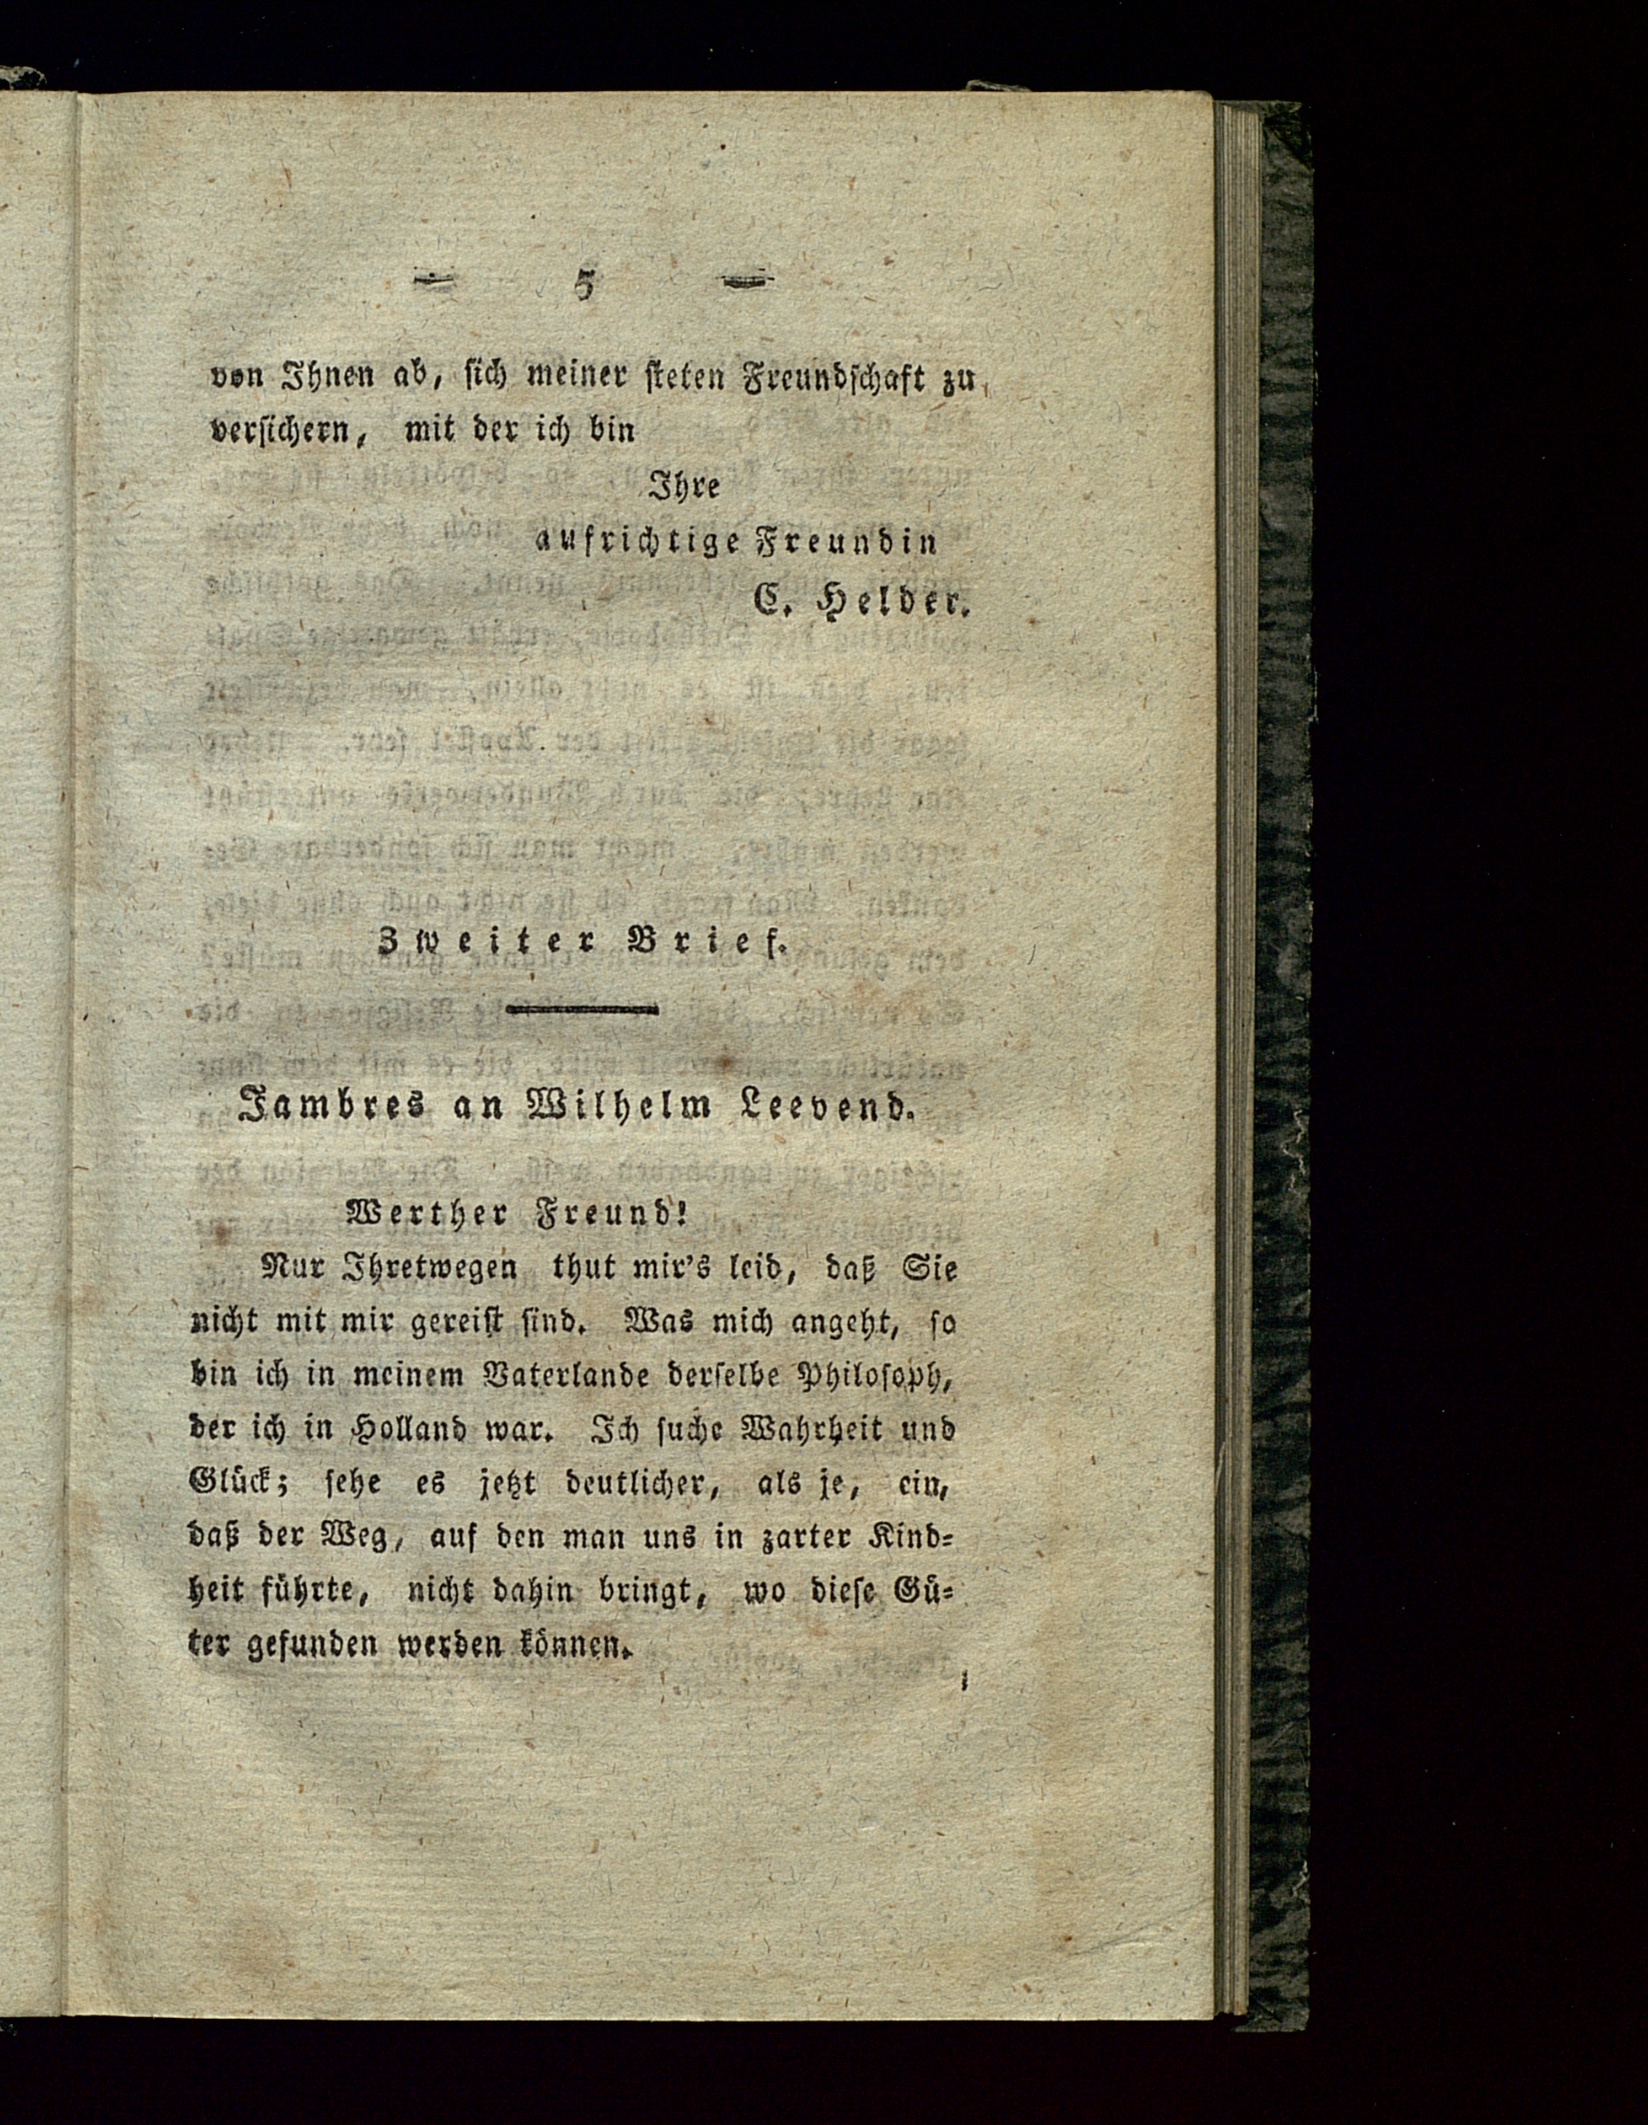 — 5 —
von Ihnen ab, sich meiner steten Freundschaft zu
versichern, mit der ich bin
Ihre
aufrichtige Freundin
C. Helder.
Zweiter Brief.
Jambres an Wilhelm Leevend.
Werther Freund!
Nur Ihretwegen thut mir's leid, daß Sie
nicht mit mir gereist sind. Was mich angeht, so
bin ich in meinem Vaterlande derselbe Philosoph,
der ich in Holland war. Ich suche Wahrheit und
Glück; sehe es jetzt deutlicher, als je, ein,
daß der Weg, auf den man uns in zarter Kind-
heit führte, nicht dahin bringt, wo diese Gü-
ter gefunden werden können.